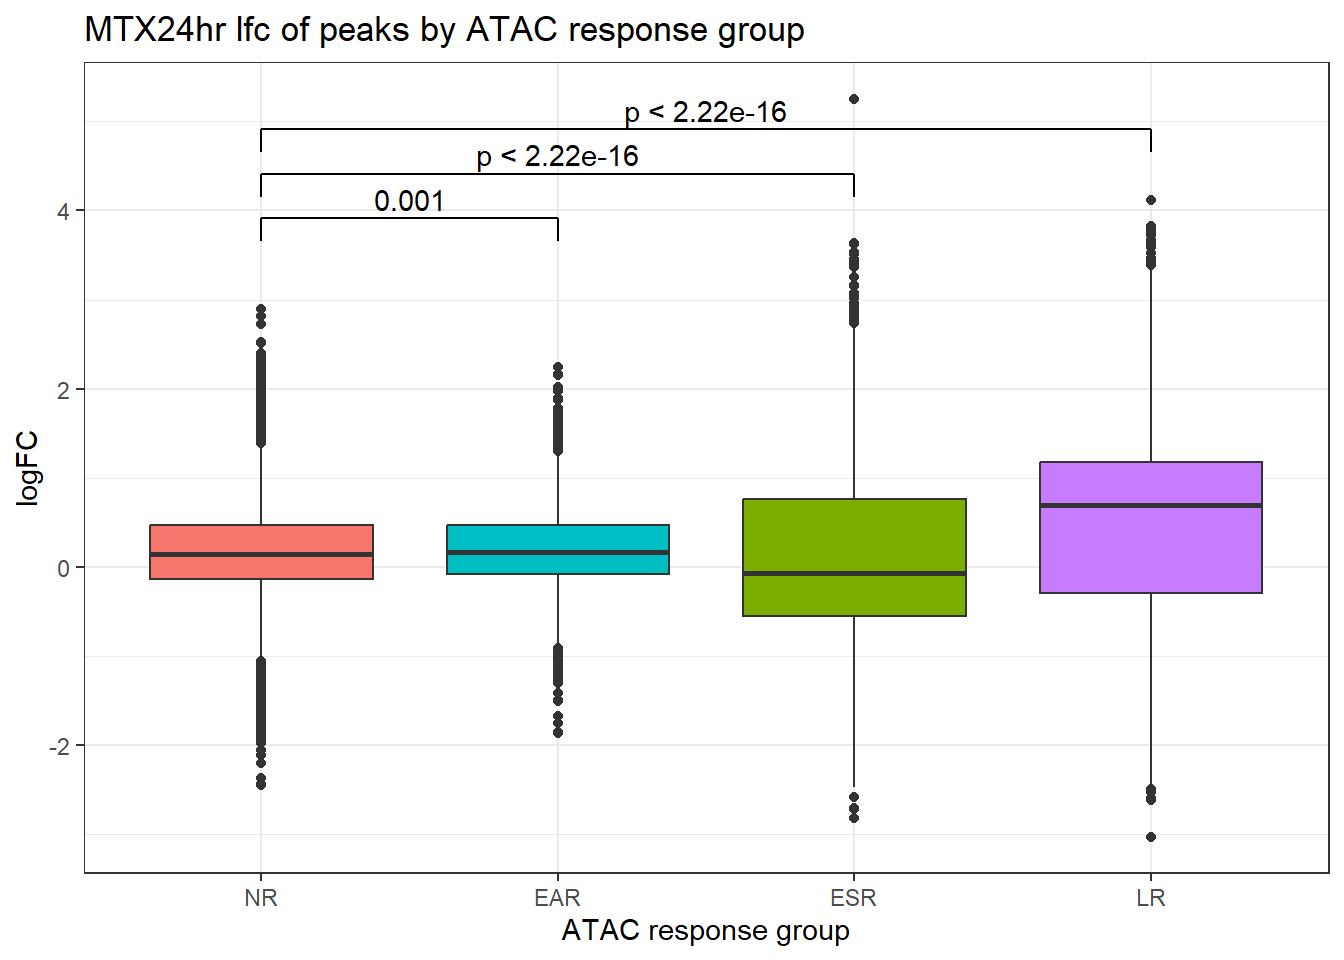 MTX24hr lfc of peaks by ATAC response group
p < 2.22e-16
p < 2.22e-16
0.001
4
2
0
-2
logFC
NR EAR ESR LR
ATAC response group